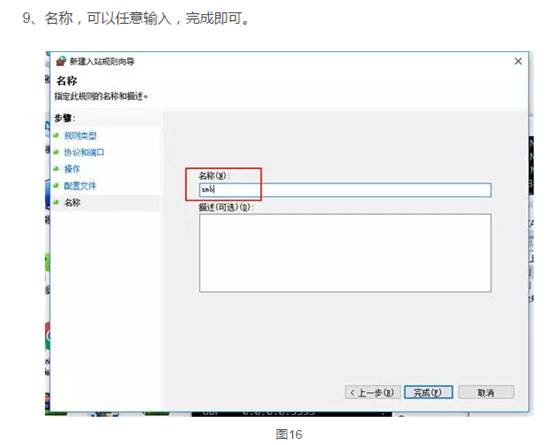 9、名称，可以任意输入，完成即可。
新建入站规则向导
名称
指定此规则的名称和描述。
步骤:
规则类型
协议和端口
操作
配置文件
名称
名称(N):
smb
描述(可选)(D):
< 上一步(B)
完成(F)
取消
图16